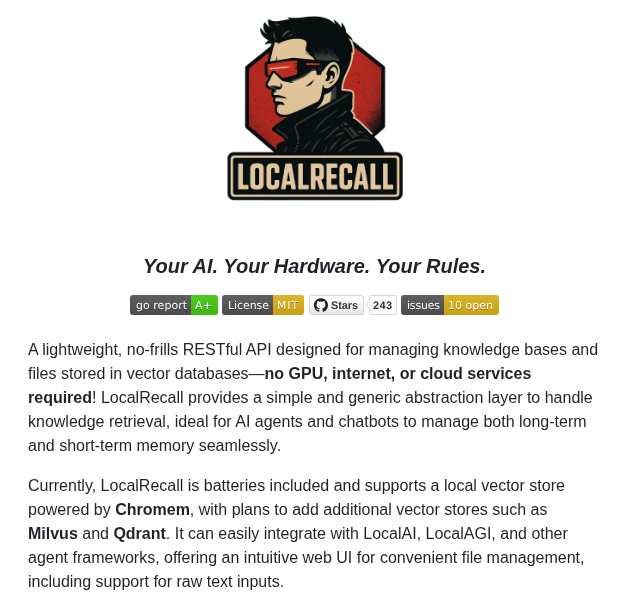 LOCALRECALL
Your AI. Your Hardware. Your Rules.
go report A+ License MIT Stars 243 issues 10 open
A lightweight, no-frills RESTful API designed for managing knowledge bases and
files stored in vector databases—no GPU, internet, or cloud services
required! LocalRecall provides a simple and generic abstraction layer to handle
knowledge retrieval, ideal for AI agents and chatbots to manage both long-term
and short-term memory seamlessly.
Currently, LocalRecall is batteries included and supports a local vector store
powered by Chromem, with plans to add additional vector stores such as
Milvus and Qdrant. It can easily integrate with LocalAI, LocalAGI, and other
agent frameworks, offering an intuitive web UI for convenient file management,
including support for raw text inputs.